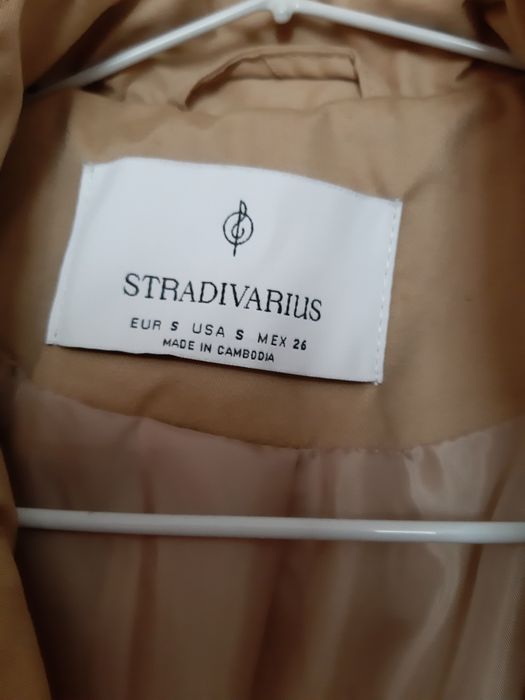 STRADIVARIUS
EUR S USA S MEX 26
MADE IN CAMBODIA